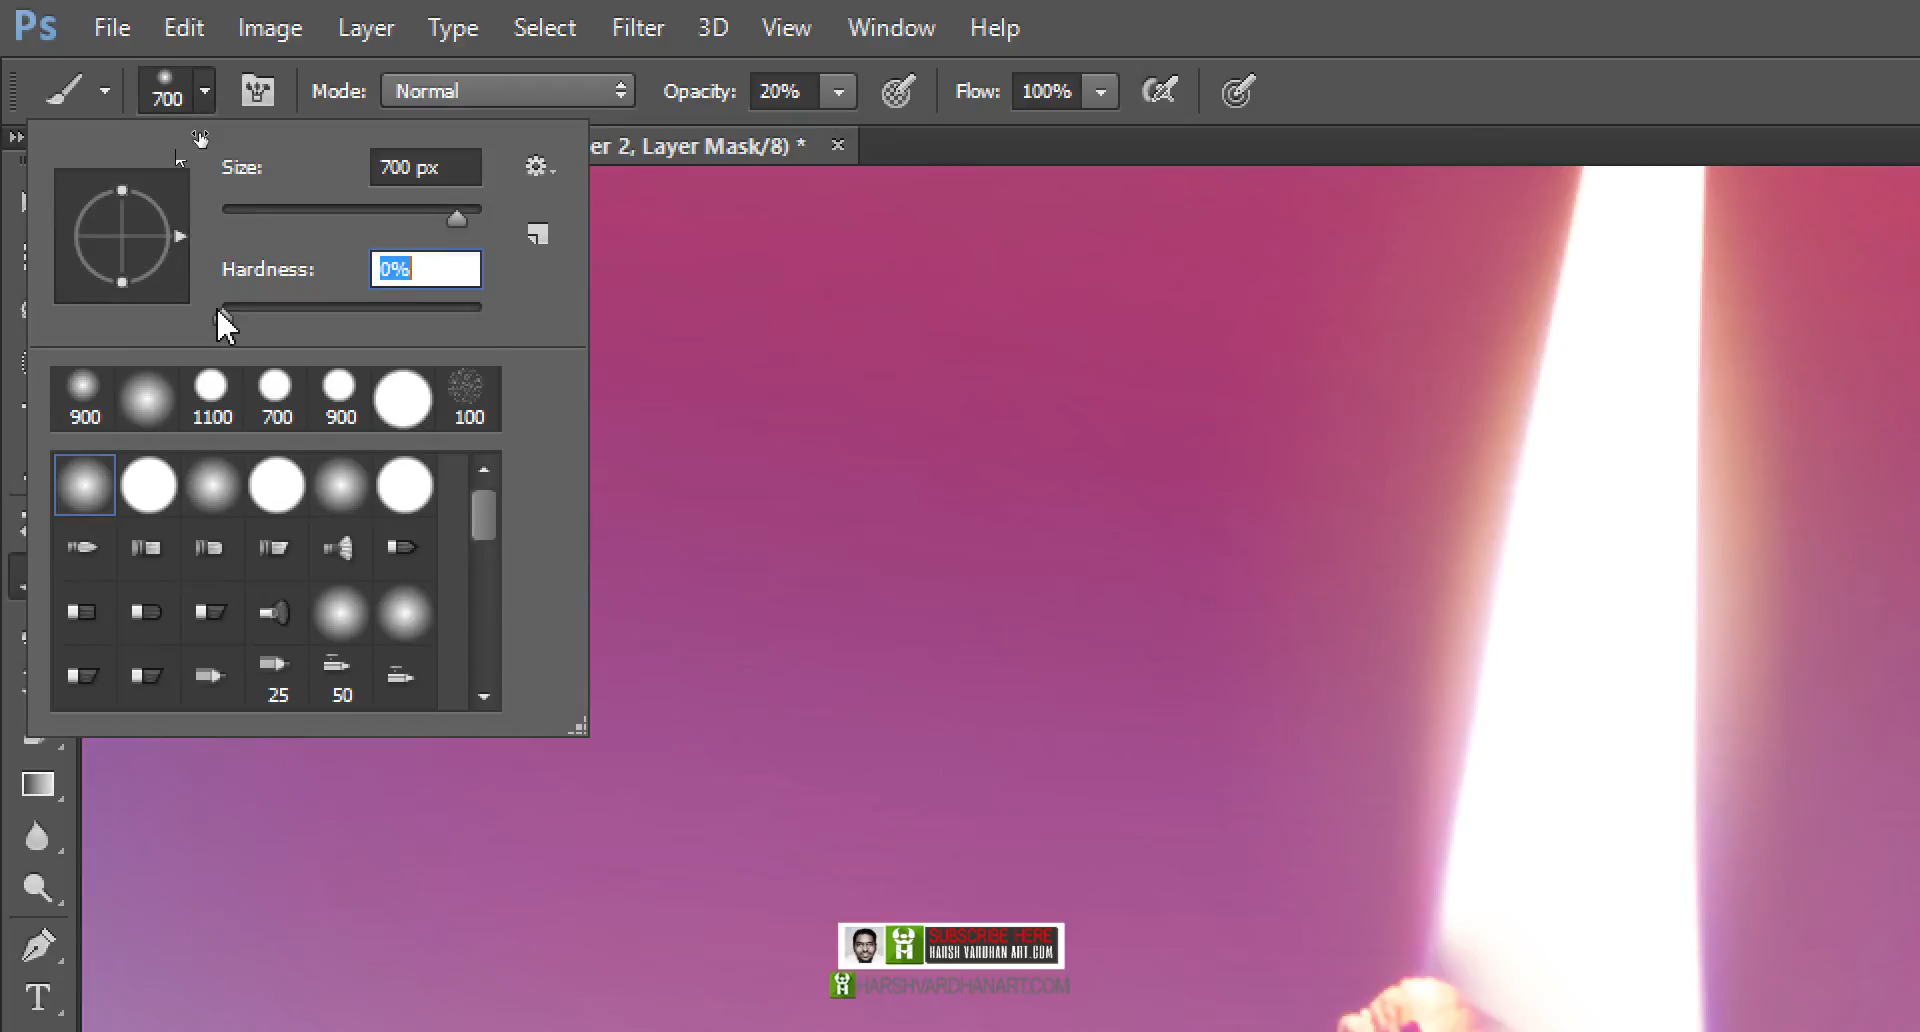 Ps File Edit Image Layer Type Select Filter 3D View Window Help
700 Mode: Normal Opacity: 20% Flow: 100%
er 2, Layer Mask/8) *
Size: 700 px
Hardness: 0%
900 1100 700 900 100
25 50
SUBSCRIBE HERE
HARSH VARDHAN ART.COM
HARSHVARDHANART.COM
T